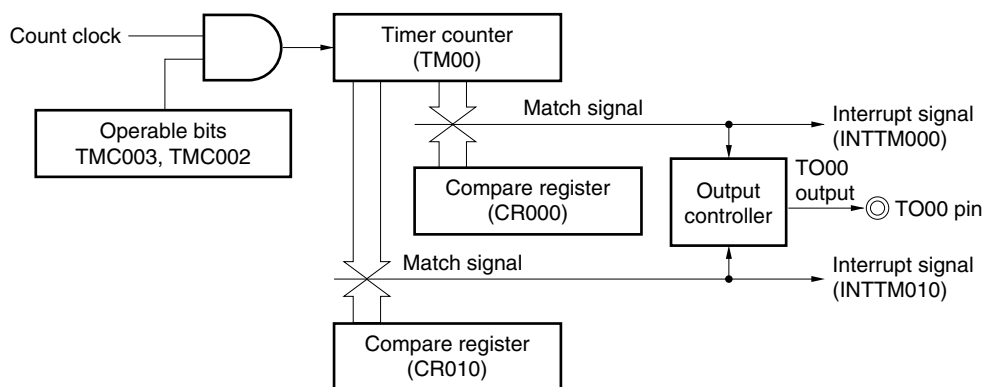 Count clock
Timer counter
(TM00)
Operable bits
TMC003, TMC002
Match signal
Interrupt signal
(INTTM000)
Compare register
(CR000)
Output
controller
TO00
output
TO00 pin
Match signal
Interrupt signal
(INTTM010)
Compare register
(CR010)